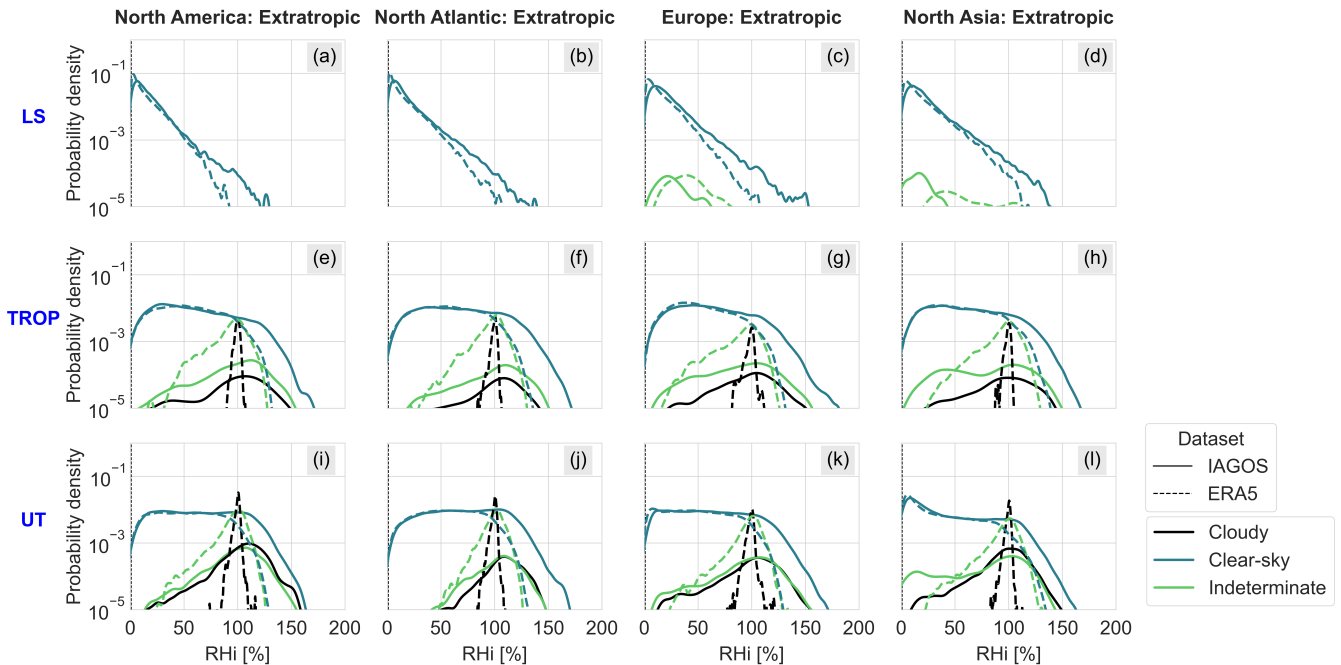 North America: Extratropic North Atlantic: Extratropic Europe: Extratropic North Asia: Extratropic
LS
Probability density
10−1
10−3
10−5
(a) (b) (c) (d)
TROP
Probability density
10−1
10−3
10−5
(e) (f) (g) (h)
UT
Probability density
10−1
10−3
10−5
(i) (j) (k) (l)
0 50 100 150 200 0 50 100 150 200 0 50 100 150 200 0 50 100 150 200
RHi [%] RHi [%] RHi [%] RHi [%]
Dataset
IAGOS
ERA5
Cloudy
Clear-sky
Indeterminate